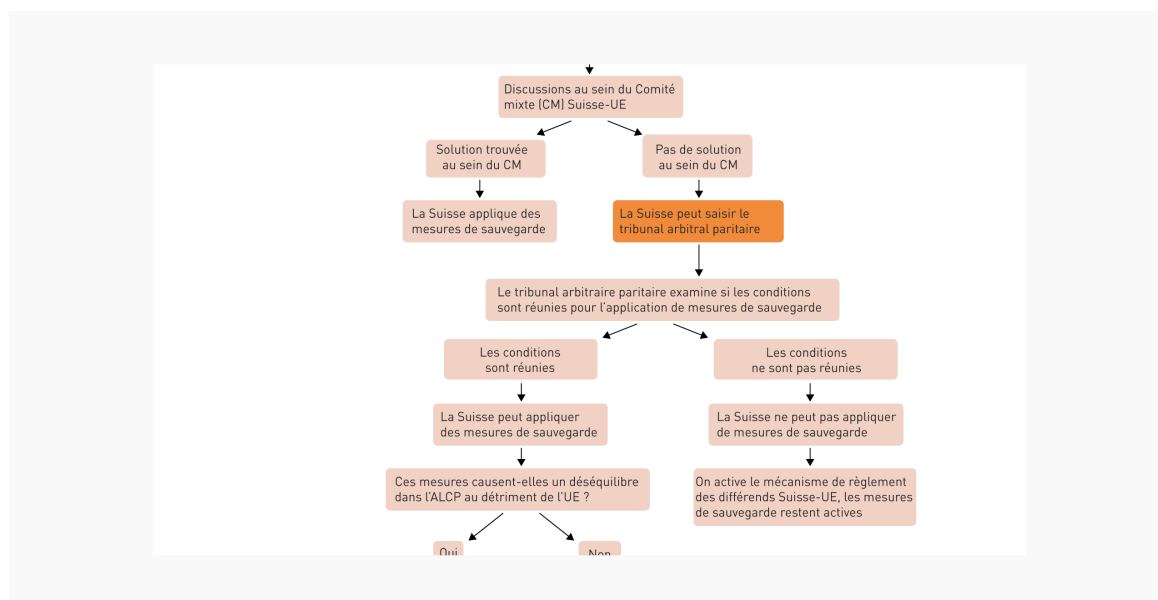 Discussions au sein du Comité
mixte (CM) Suisse-UE
Solution trouvée
au sein du CM
Pas de solution
au sein du CM
La Suisse applique des
mesures de sauvegarde
La Suisse peut saisir le
tribunal arbitral paritaire
Le tribunal arbitraire paritaire examine si les conditions
sont réunies pour l'application de mesures de sauvegarde
Les conditions
sont réunies
Les conditions
ne sont pas réunies
La Suisse peut appliquer
des mesures de sauvegarde
La Suisse ne peut pas appliquer
de mesures de sauvegarde
Ces mesures causent-elles un déséquilibre
dans l'ALCP au détriment de l'UE ?
On active le mécanisme de règlement
des différends Suisse-UE, les mesures
de sauvegarde restent actives
Oui
Non